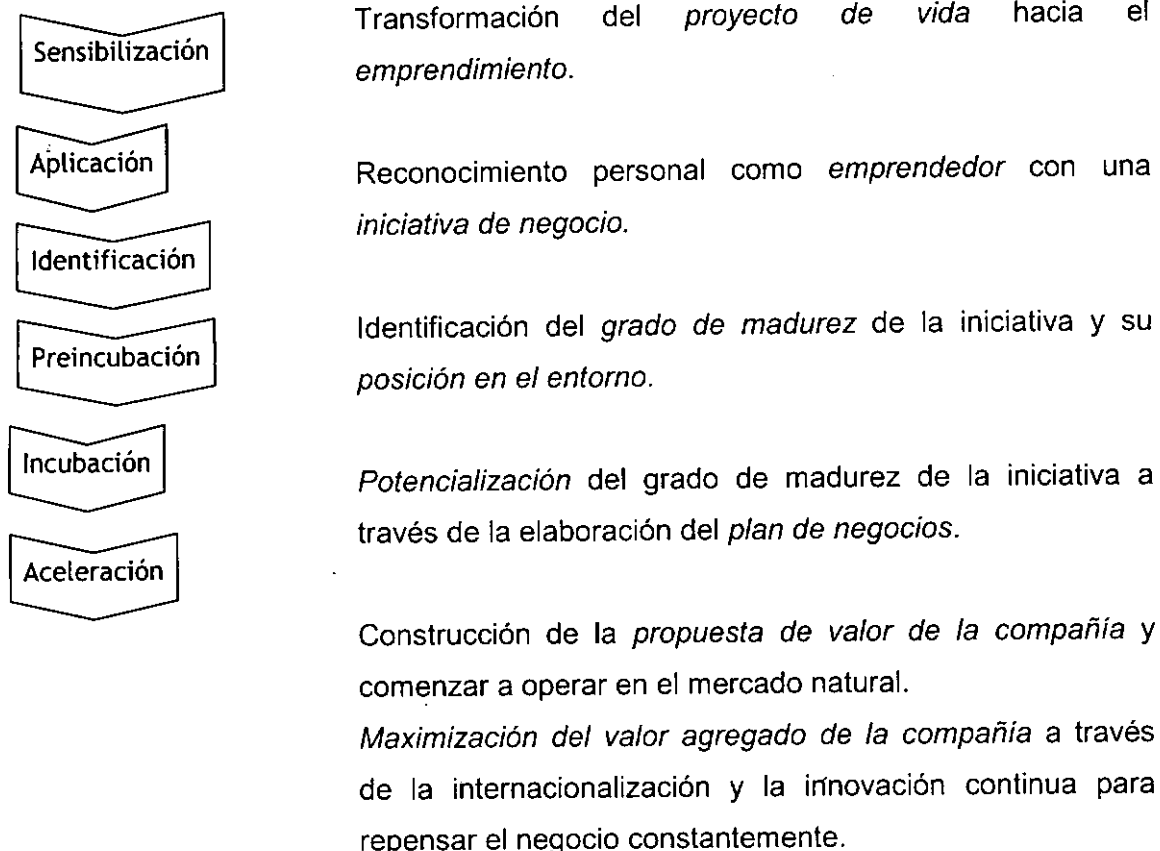 Sensibilización
Aplicación
Identificación
Preincubación
Incubación
Aceleración
Transformación del proyecto de vida hacia el
emprendimiento.
Reconocimiento personal como emprendedor con una
iniciativa de negocio.
Identificación del grado de madurez de la iniciativa y su
posición en el entorno.
Potencialización del grado de madurez de la iniciativa a
través de la elaboración del plan de negocios.
Construcción de la propuesta de valor de la compañía y
comenzar a operar en el mercado natural.
Maximización del valor agregado de la compañía a través
de la internacionalización y la innovación continua para
repensar el negocio constantemente.